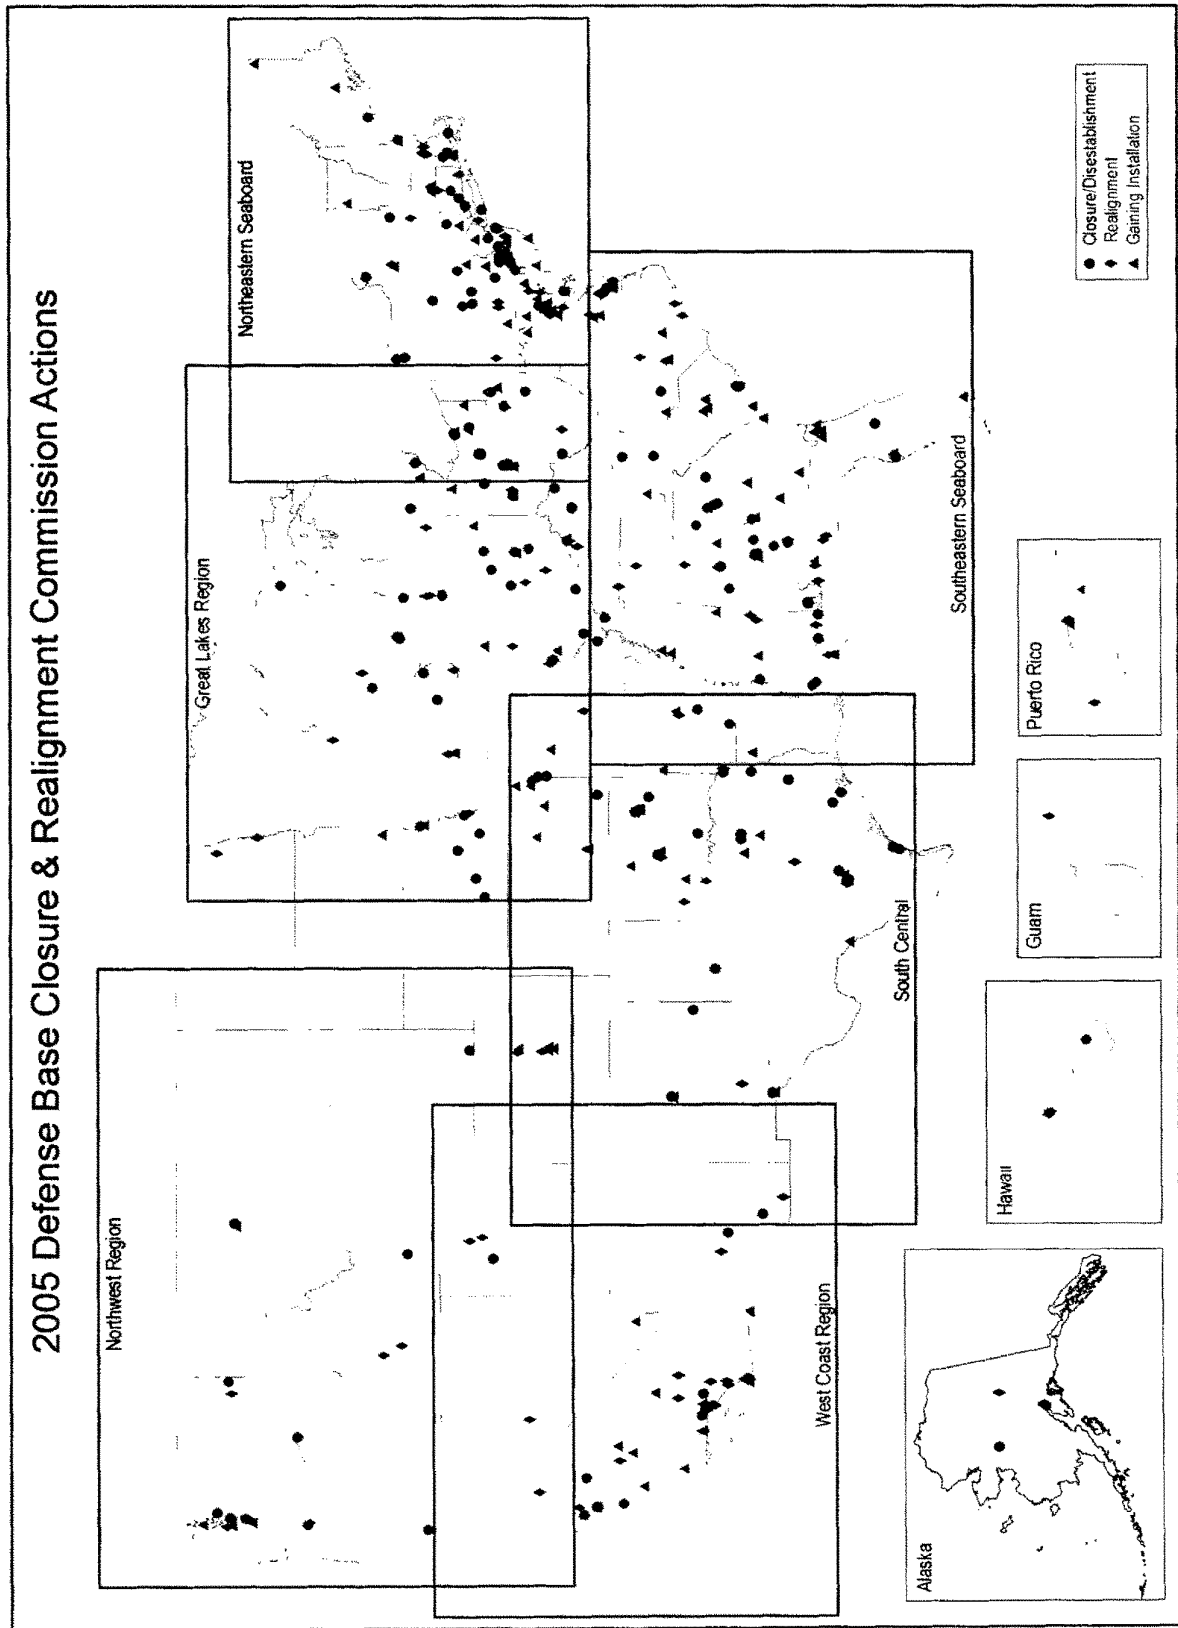 2005 Defense Base Closure & Realignment Commission Actions
Northwest Region
Great Lakes Region
Northeastern Seaboard
West Coast Region
South Central
Southeastern Seaboard
Alaska
Hawaii
Guam
Puerto Rico
Closure/Disestablishment
Realignment
Gaining Installation